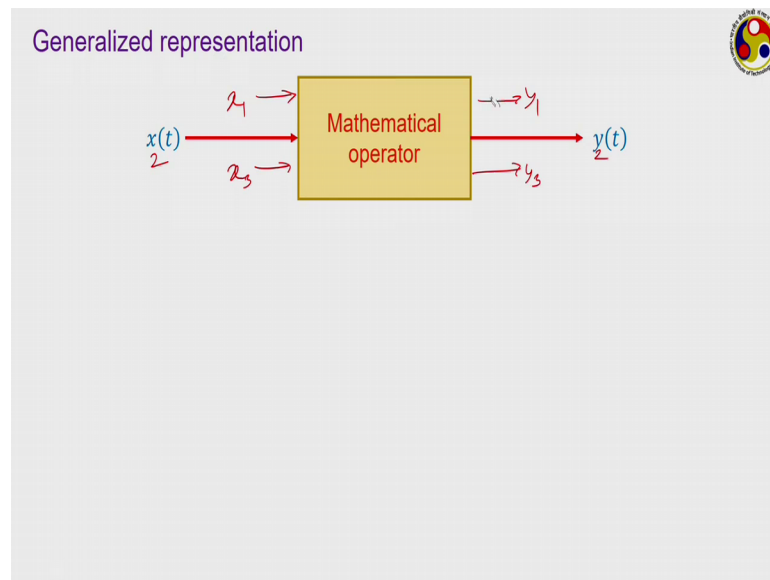 Generalized representation
x₁
y₁
x(t)
Mathematical
operator
y(t)
2
2
x₃
y₃